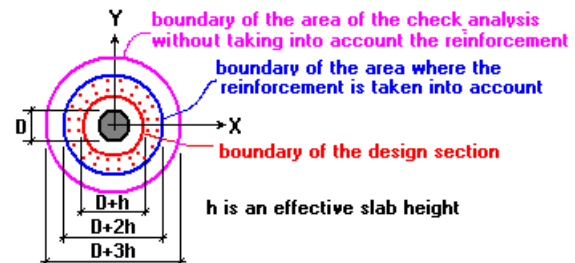 boundary of the area of the check analysis
without taking into account the reinforcement
Y
boundary of the area where the
reinforcement is taken into account
D
X
boundary of the design section
D+h
h is an effective slab height
D+2h
D+3h